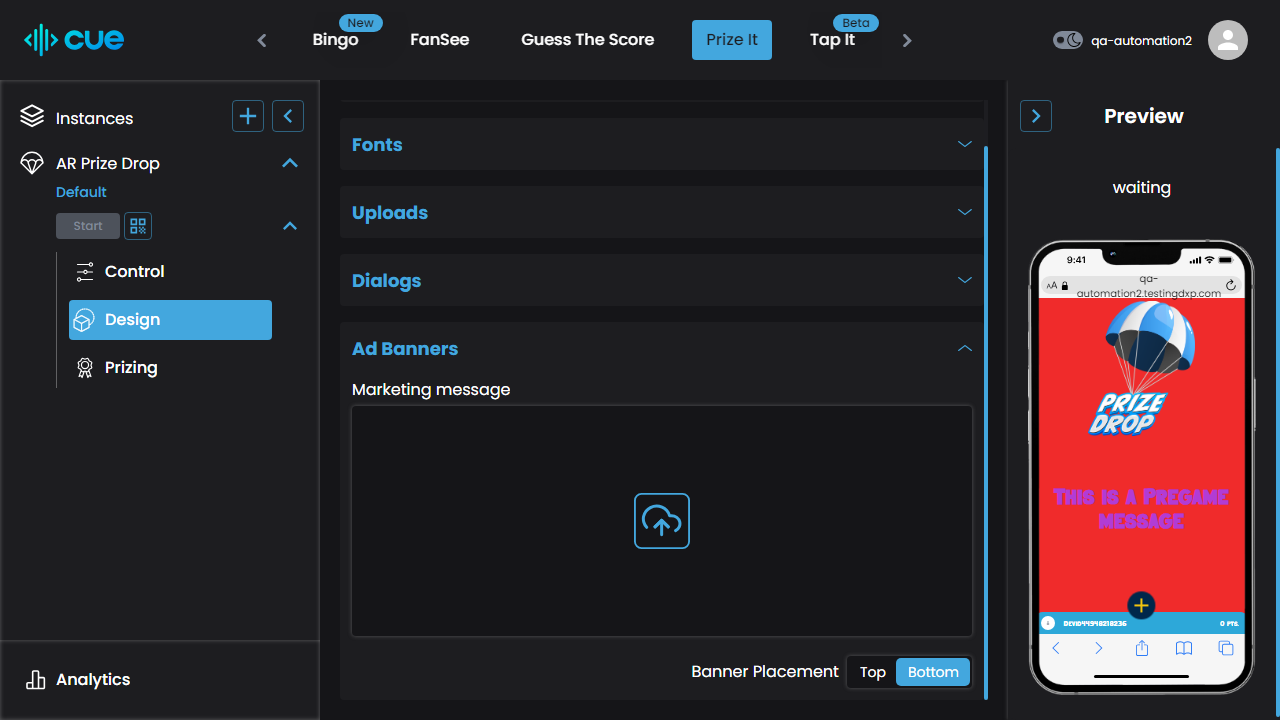 cue
New
Bingo
FanSee
Guess The Score
Prize It
Beta
Tap It
qa-automation2
Instances
AR Prize Drop
Default
Start
Control
Design
Prizing
Analytics
Fonts
Uploads
Dialogs
Ad Banners
Marketing message
Banner Placement
Top
Bottom
Preview
waiting
9:41
AA
qa-
automation2.testingdxp.com
PRIZE
DROP
This is a Pregame
message
0 PTS.